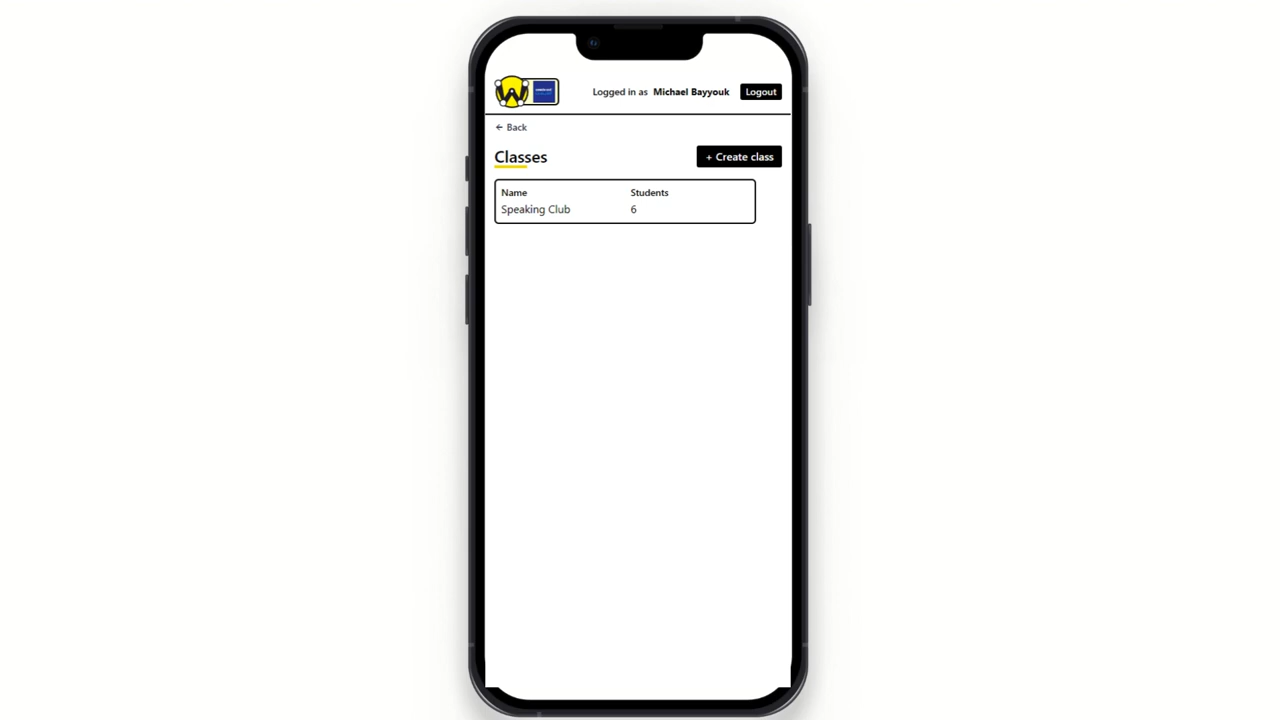 W
Logged in as Michael Bayyouk Logout
← Back
Classes
+ Create class
Name Students
Speaking Club 6